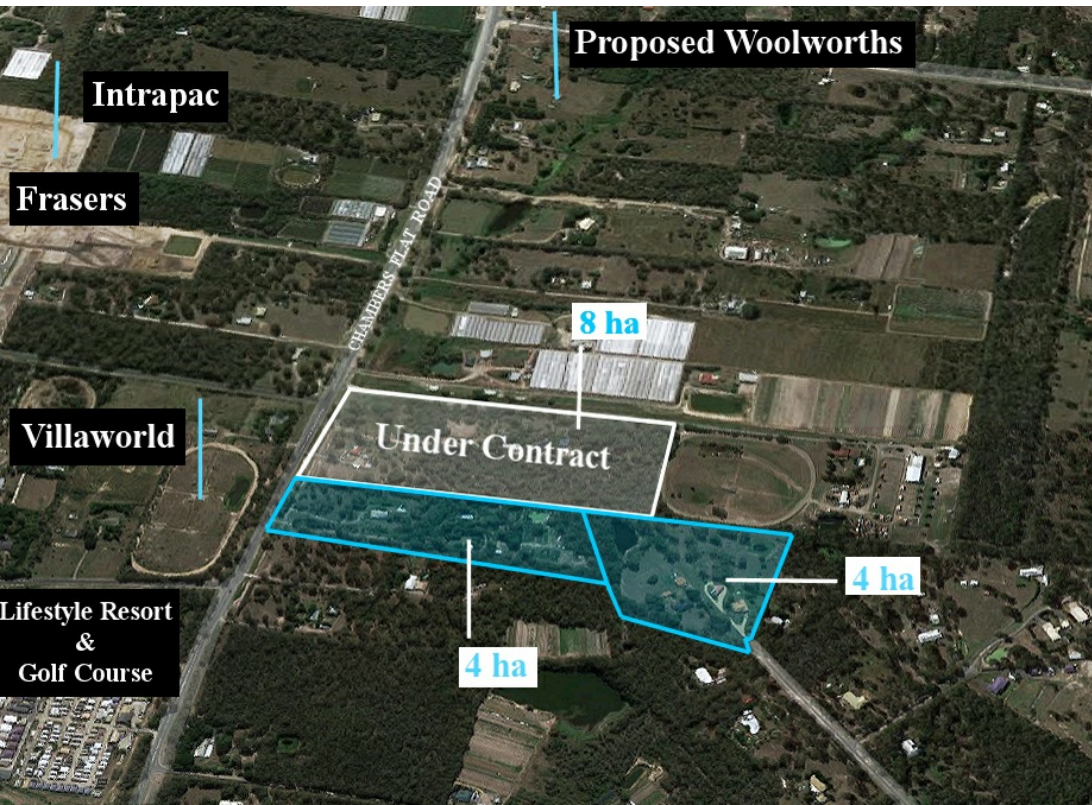 Proposed Woolworths
Intrapac
Frasers
CHAMBERS FLAT ROAD
8 ha
Villaworld
Under Contract
4 ha
Lifestyle Resort
&
Golf Course
4 ha